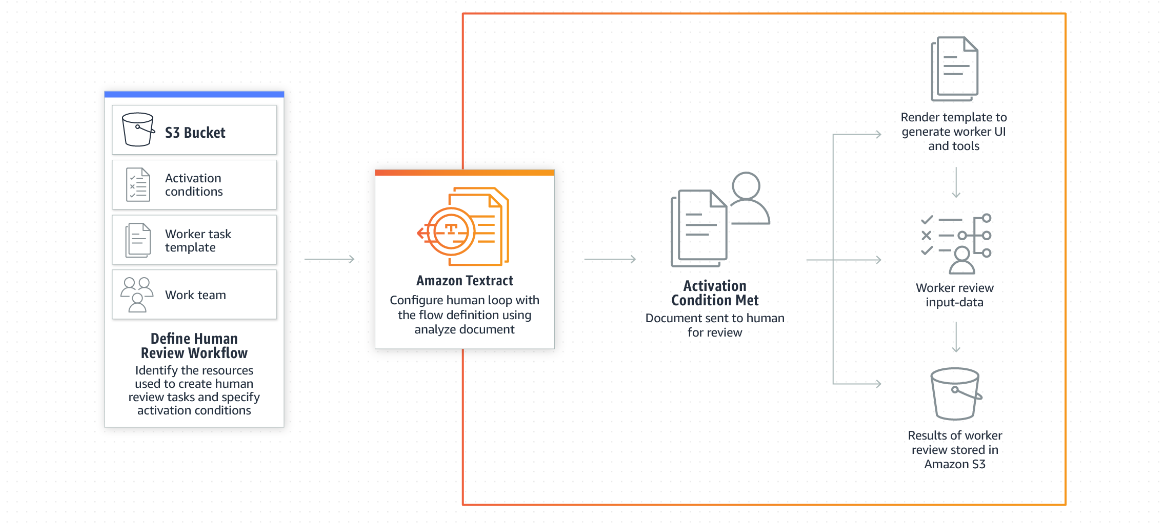 S3 Bucket
Activation
conditions
Worker task
template
Work team
Define Human
Review Workflow
Identify the resources
used to create human
review tasks and specify
activation conditions
T
Amazon Textract
Configure human loop with
the flow definition using
analyze document
Activation
Condition Met
Document sent to human
for review
Render template to
generate worker UI
and tools
Worker review
input-data
Results of worker
review stored in
Amazon S3